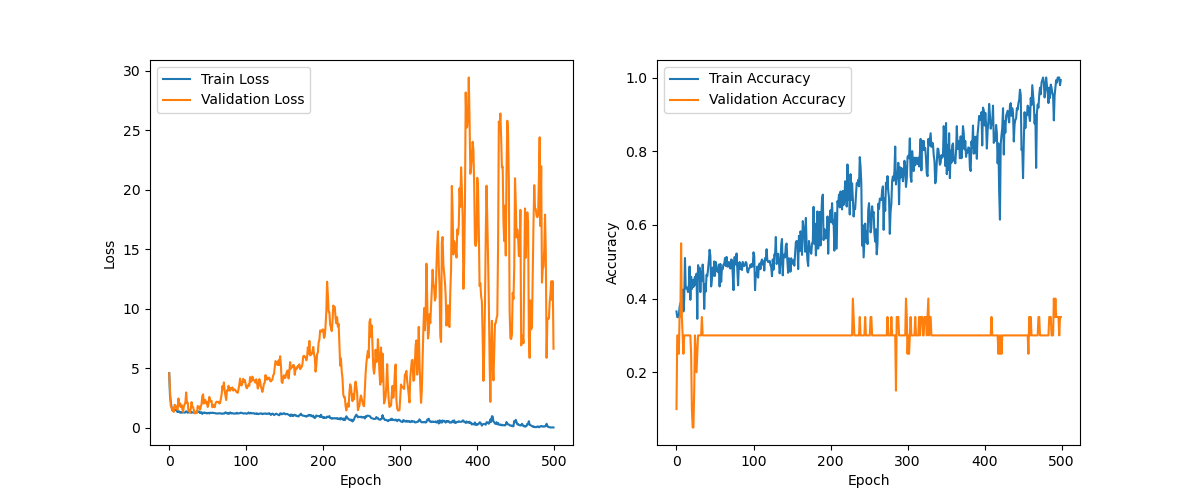 Train Loss
Validation Loss
30
25
20
15
10
5
0
Loss
0 100 200 300 400 500
Epoch
Train Accuracy
Validation Accuracy
1.0
0.8
0.6
0.4
0.2
Accuracy
0 100 200 300 400 500
Epoch